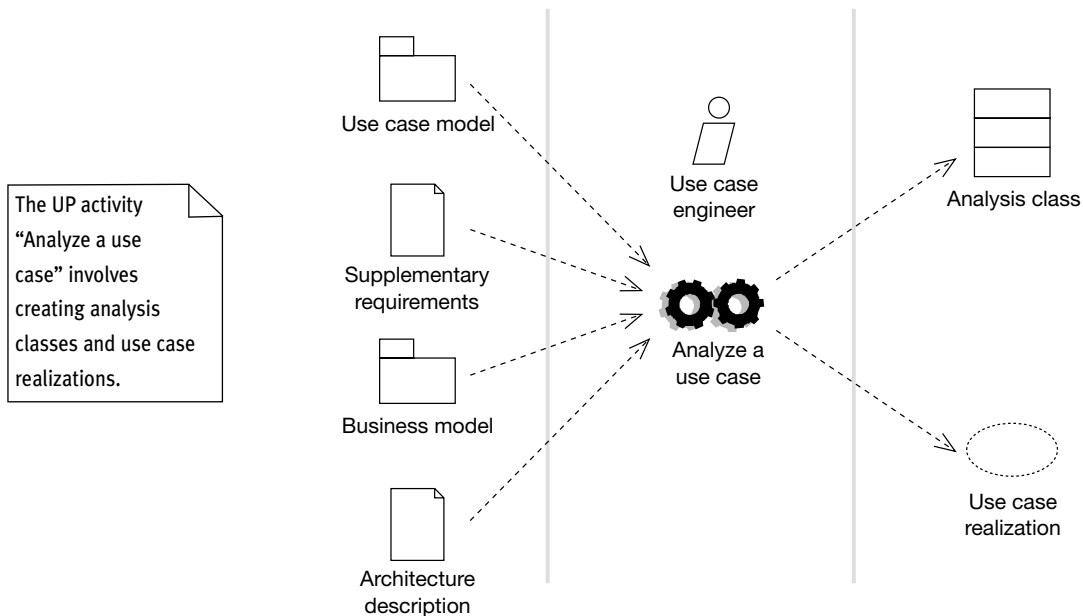 The UP activity
“Analyze a use
case” involves
creating analysis
classes and use case
realizations.
Use case model
Supplementary
requirements
Business model
Architecture
description
Use case
engineer
Analyze a
use case
Analysis class
Use case
realization